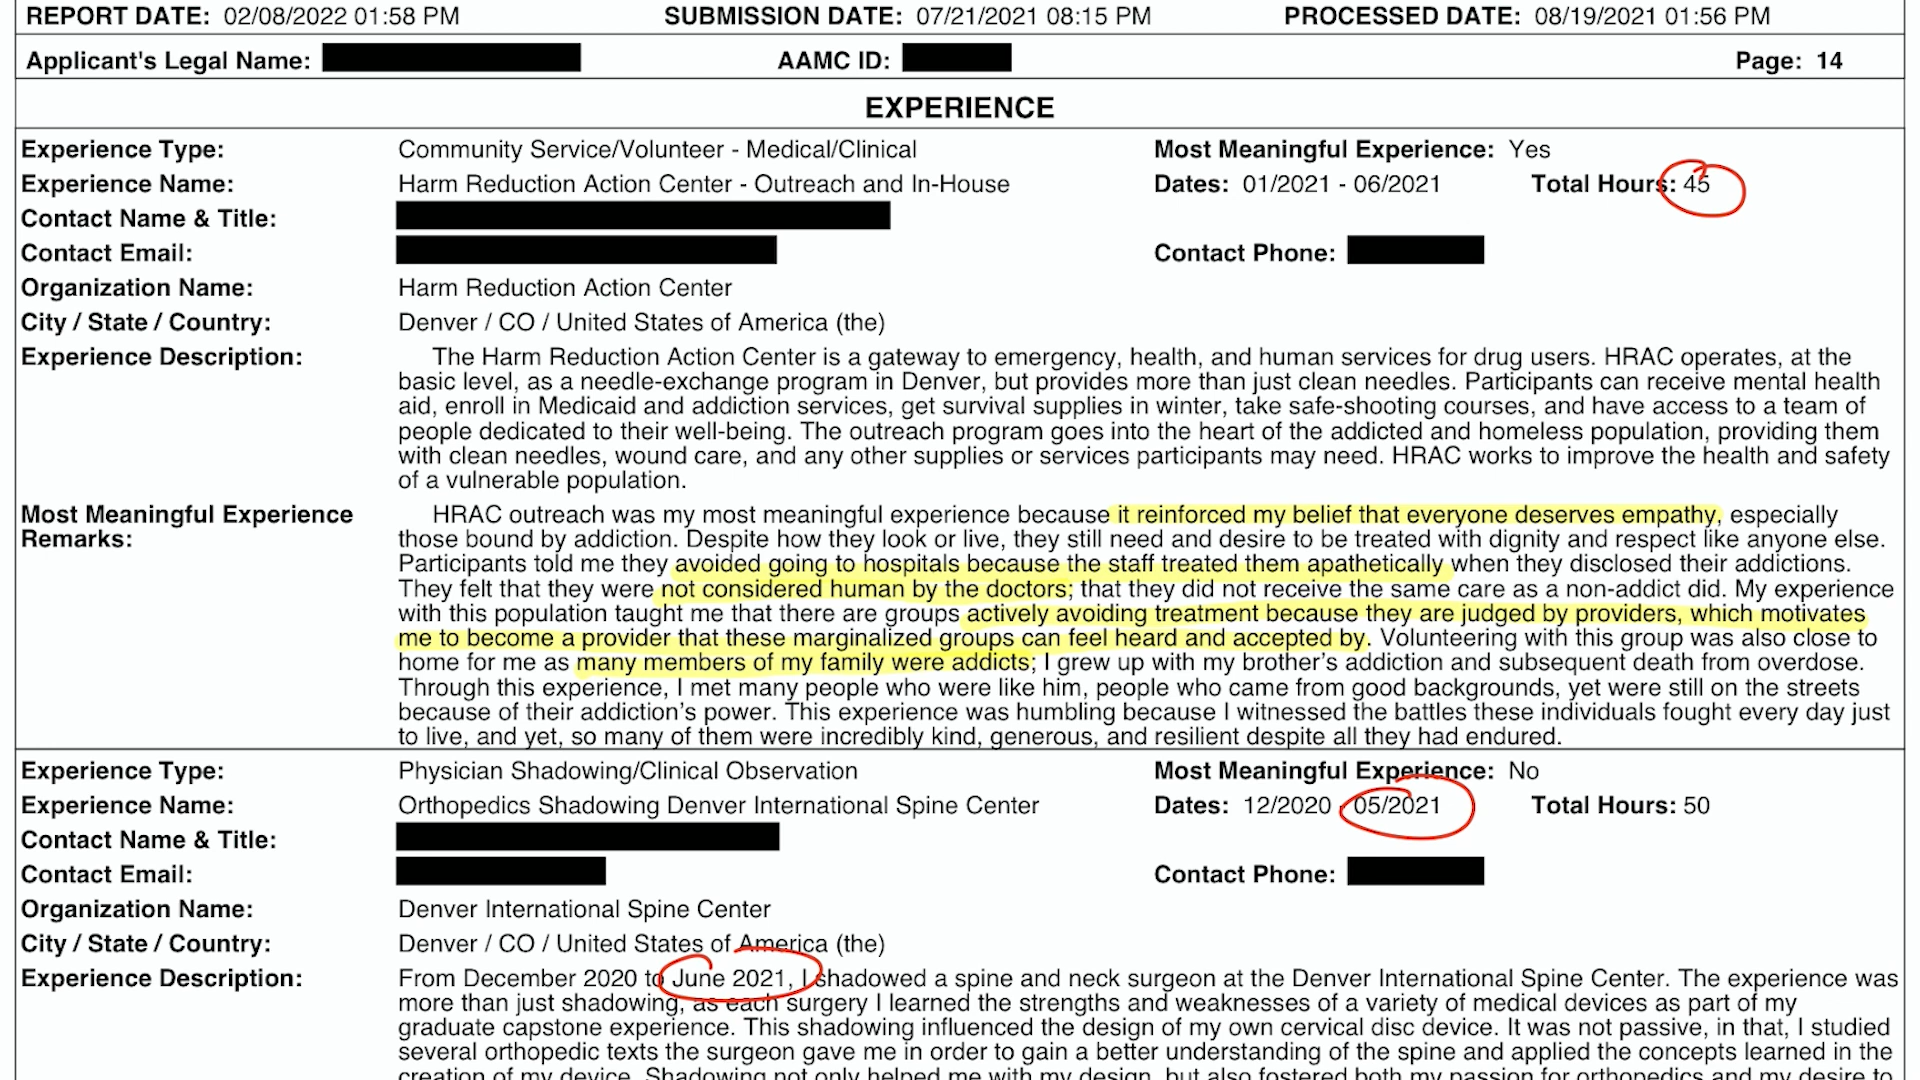 REPORT DATE: 02/08/2022 01:58 PM SUBMISSION DATE: 07/21/2021 08:15 PM PROCESSED DATE: 08/19/2021 01:56 PM
Applicant's Legal Name: AAMC ID: Page: 14
EXPERIENCE
Experience Type: Community Service/Volunteer - Medical/Clinical Most Meaningful Experience: Yes
Experience Name: Harm Reduction Action Center - Outreach and In-House Dates: 01/2021 - 06/2021 Total Hours: 45
Contact Name & Title:
Contact Email: Contact Phone:
Organization Name: Harm Reduction Action Center
City / State / Country: Denver / CO / United States of America (the)
Experience Description: The Harm Reduction Action Center is a gateway to emergency, health, and human services for drug users. HRAC operates, at the
basic level, as a needle-exchange program in Denver, but provides more than just clean needles. Participants can receive mental health
aid, enroll in Medicaid and addiction services, get survival supplies in winter, take safe-shooting courses, and have access to a team of
people dedicated to their well-being. The outreach program goes into the heart of the addicted and homeless population, providing them
with clean needles, wound care, and any other supplies or services participants may need. HRAC works to improve the health and safety
of a vulnerable population.
Most Meaningful Experience HRAC outreach was my most meaningful experience because it reinforced my belief that everyone deserves empathy, especially
Remarks: those bound by addiction. Despite how they look or live, they still need and desire to be treated with dignity and respect like anyone else.
Participants told me they avoided going to hospitals because the staff treated them apathetically when they disclosed their addictions.
They felt that they were not considered human by the doctors; that they did not receive the same care as a non-addict did. My experience
with this population taught me that there are groups actively avoiding treatment because they are judged by providers, which motivates
me to become a provider that these marginalized groups can feel heard and accepted by. Volunteering with this group was also close to
home for me as many members of my family were addicts; I grew up with my brother's addiction and subsequent death from overdose.
Through this experience, I met many people who were like him, people who came from good backgrounds, yet were still on the streets
because of their addiction's power. This experience was humbling because I witnessed the battles these individuals fought every day just
to live, and yet, so many of them were incredibly kind, generous, and resilient despite all they had endured.
Experience Type: Physician Shadowing/Clinical Observation Most Meaningful Experience: No
Experience Name: Orthopedics Shadowing Denver International Spine Center Dates: 12/2020 - 05/2021 Total Hours: 50
Contact Name & Title:
Contact Email: Contact Phone:
Organization Name: Denver International Spine Center
City / State / Country: Denver / CO / United States of America (the)
Experience Description: From December 2020 to June 2021, I shadowed a spine and neck surgeon at the Denver International Spine Center. The experience was
more than just shadowing, as each surgery I learned the strengths and weaknesses of a variety of medical devices as part of my
graduate capstone experience. This shadowing influenced the design of my own cervical disc device. It was not passive, in that, I studied
several orthopedic texts the surgeon gave me in order to gain a better understanding of the spine and applied the concepts learned in the
creation of my device. Shadowing not only helped me with my design, but also fostered both my passion for orthopedics and my desire to